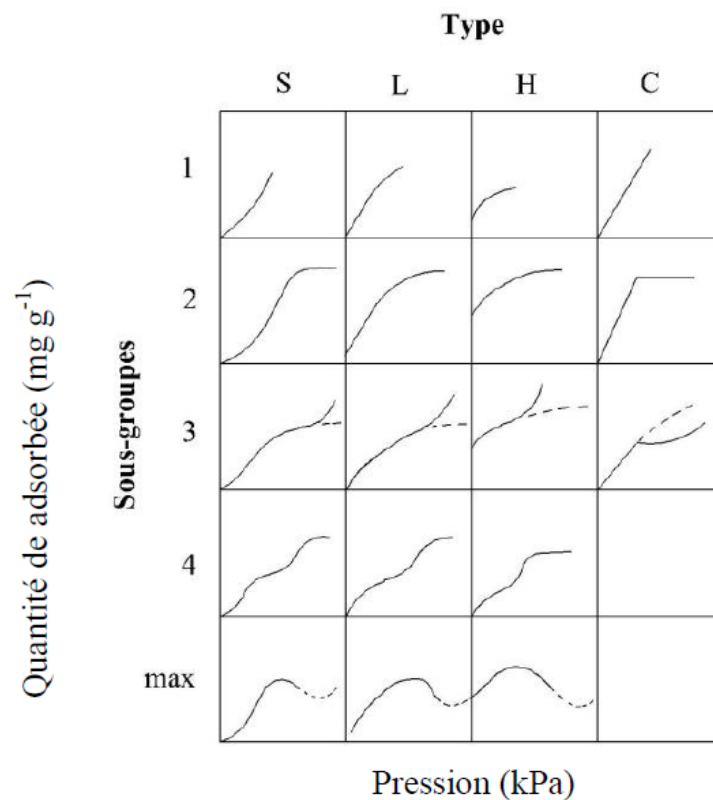 Type
S L H C
1
2
3
4
max
Sous-groupes
Quantité de adsorbée (mg g⁻¹)
Pression (kPa)